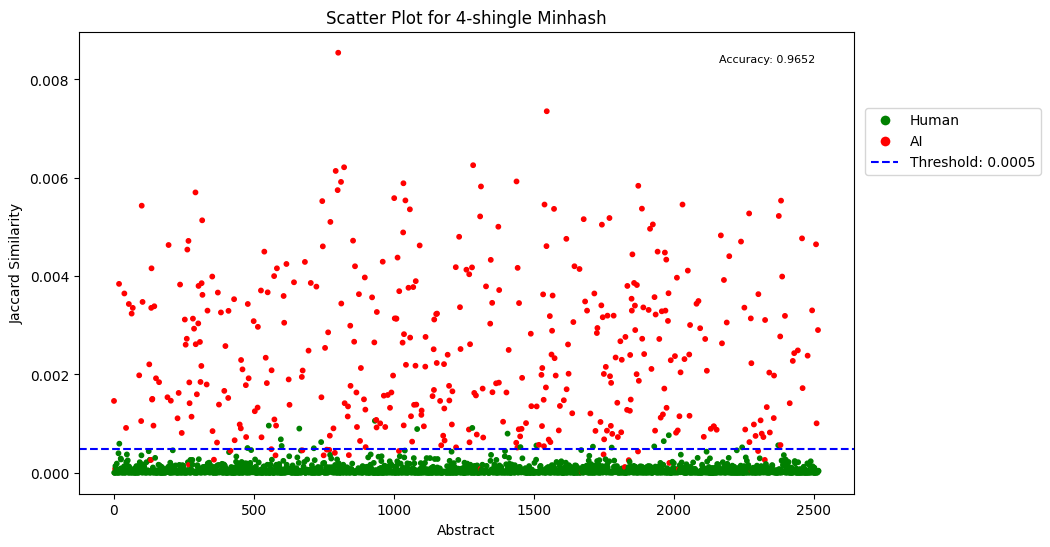 Scatter Plot for 4-shingle Minhash
Accuracy: 0.9652
Human
AI
Threshold: 0.0005
Jaccard Similarity
0.008
0.006
0.004
0.002
0.000
0 500 1000 1500 2000 2500
Abstract